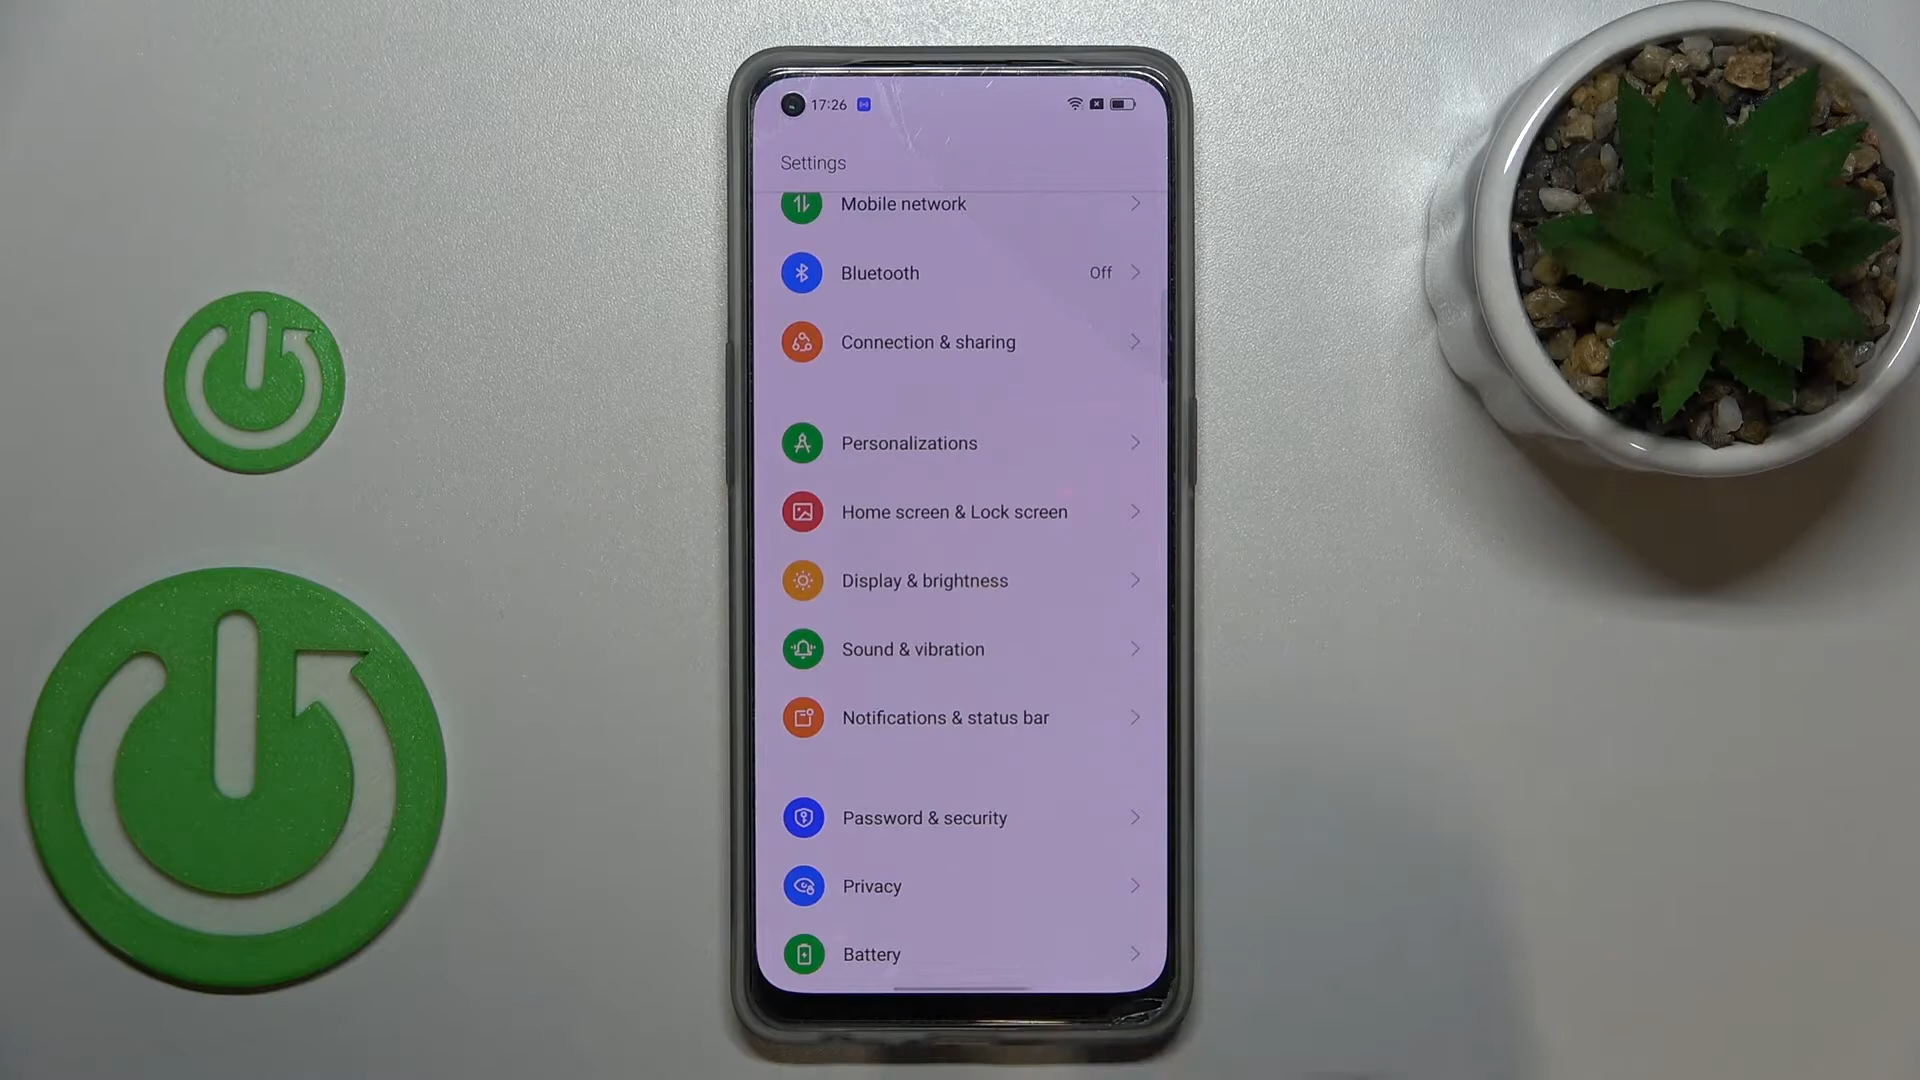 17:26
Settings
Mobile network
Bluetooth Off
Connection & sharing
Personalizations
Home screen & Lock screen
Display & brightness
Sound & vibration
Notifications & status bar
Password & security
Privacy
Battery